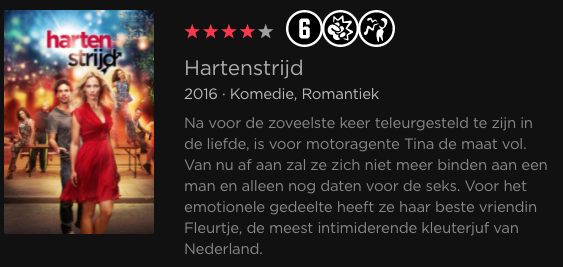 harten
strijd
6
Hartenstrijd
2016 · Komedie, Romantiek
Na voor de zoveelste keer teleurgesteld te zijn in
de liefde, is voor motoragente Tina de maat vol.
Van nu af aan zal ze zich niet meer binden aan een
man en alleen nog daten voor de seks. Voor het
emotionele gedeelte heeft ze haar beste vriendin
Fleurtje, de meest intimiderende kleuterjuf van
Nederland.